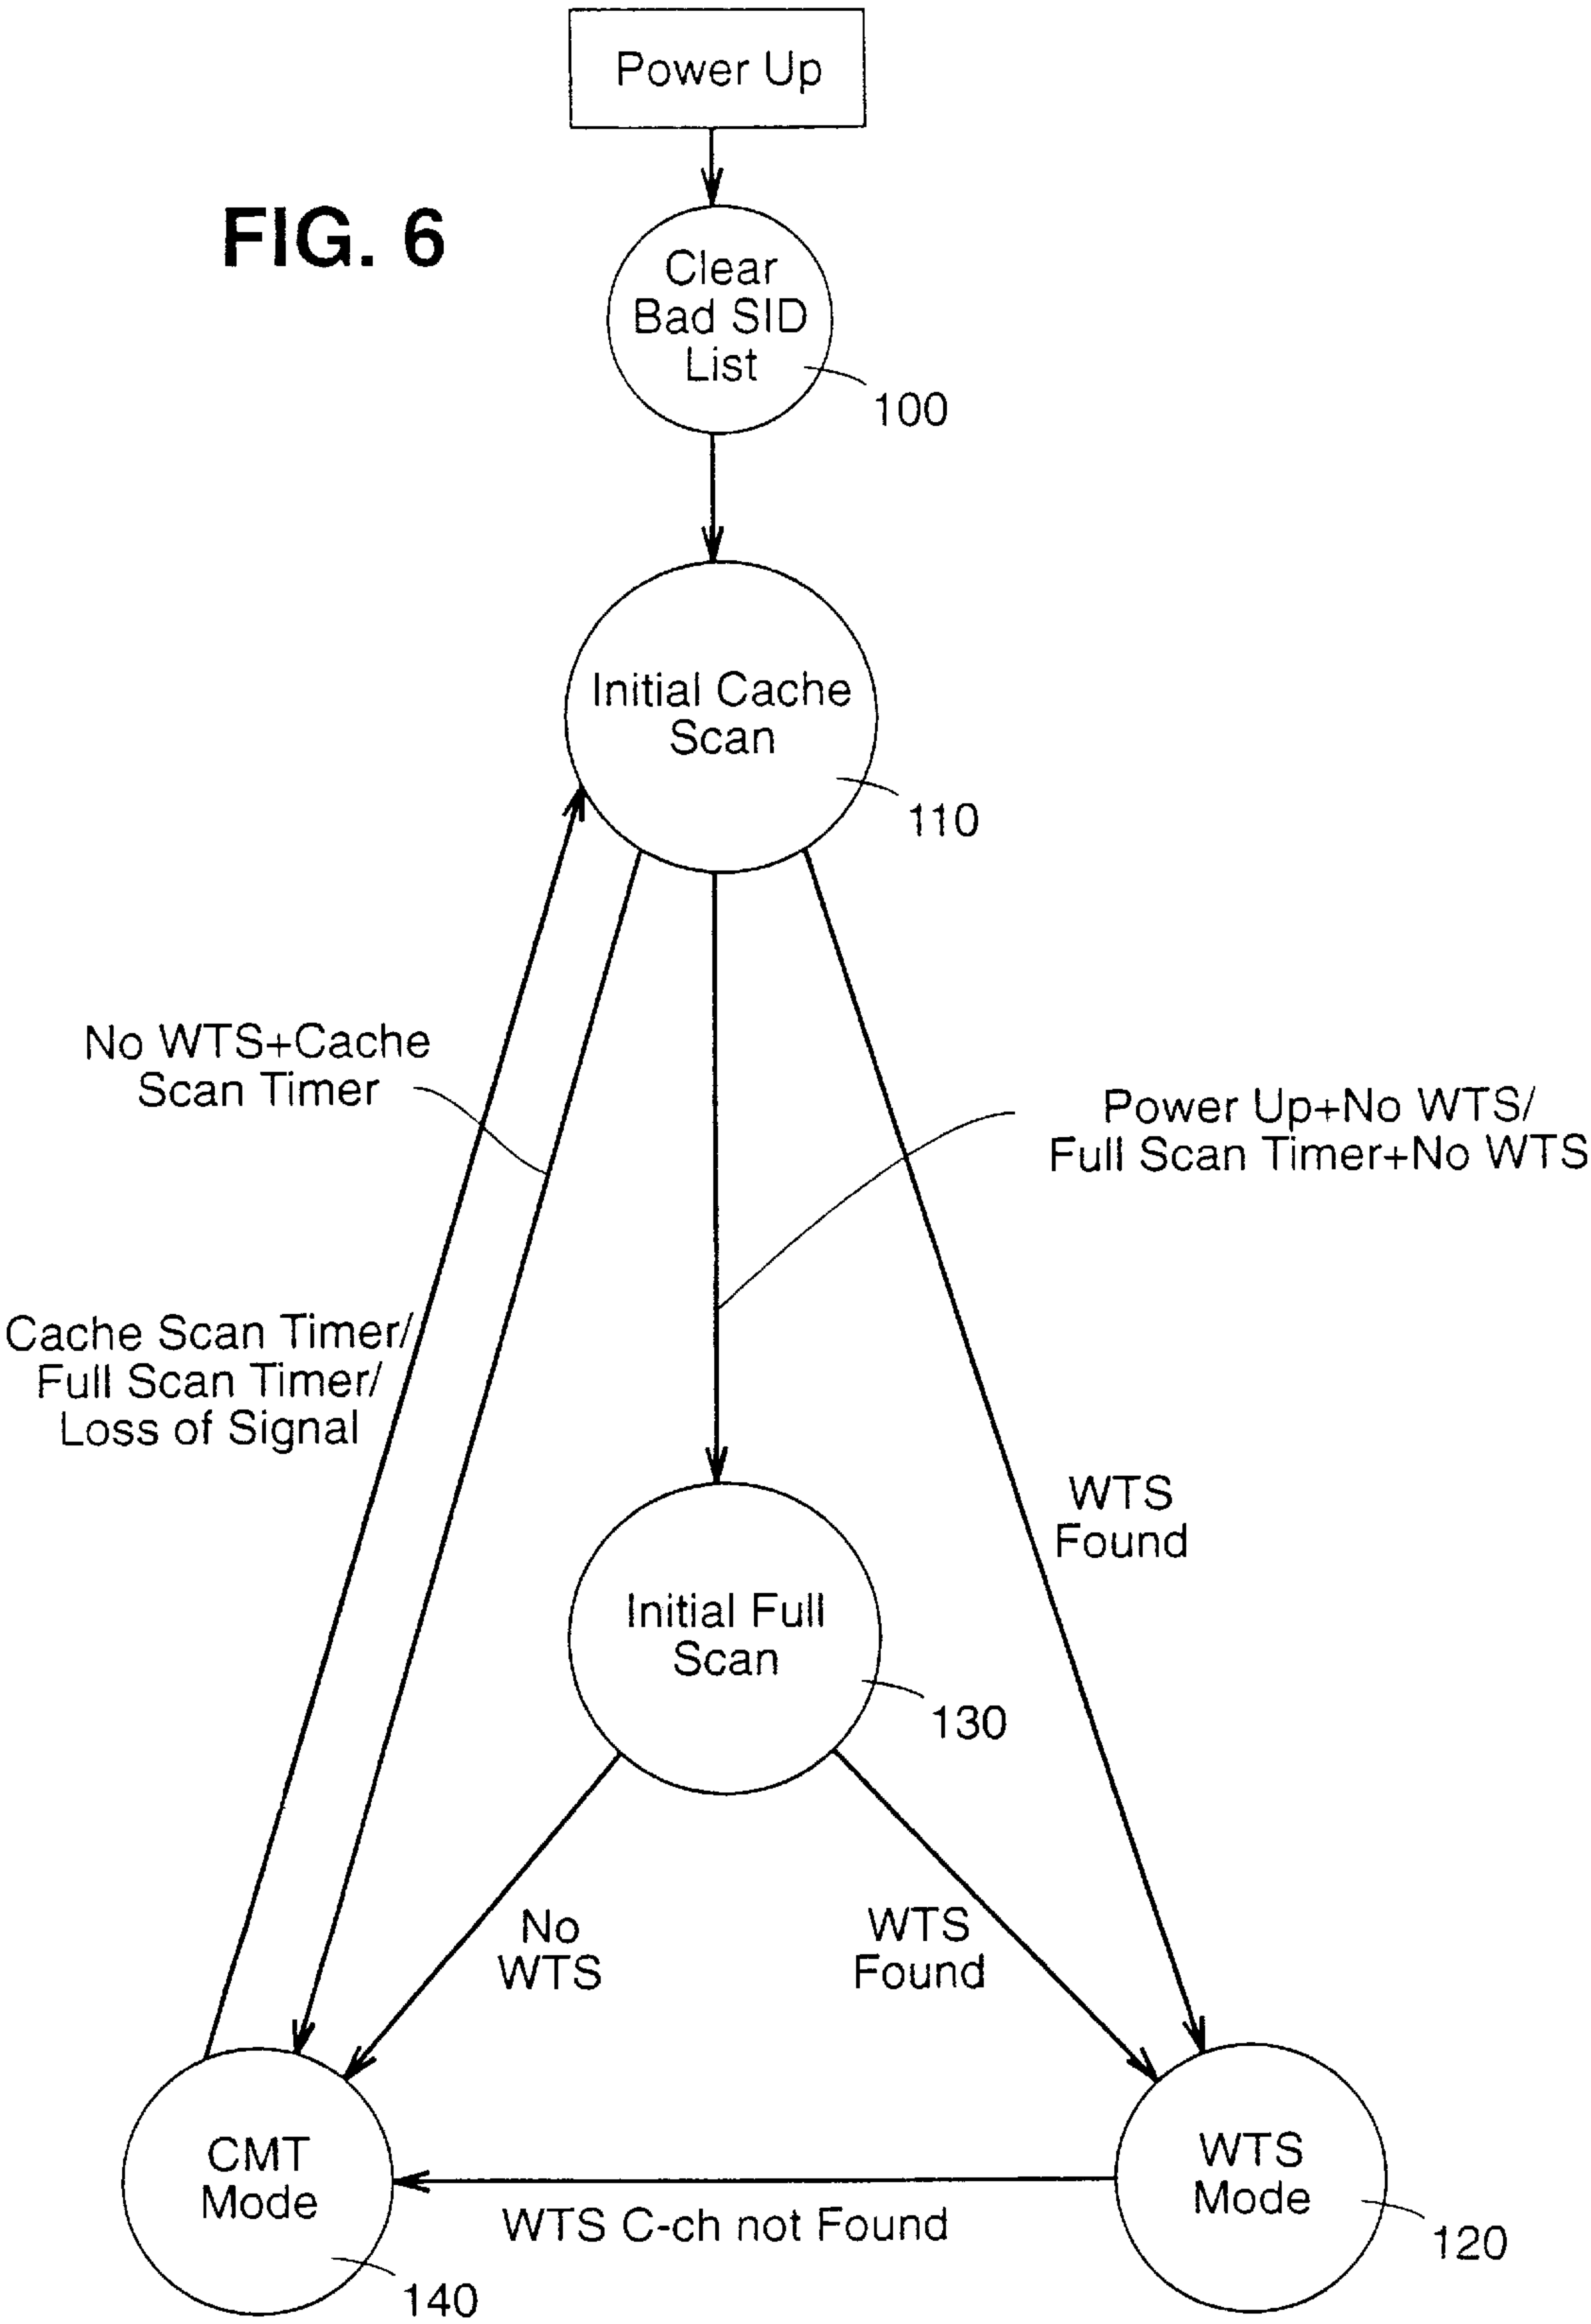 Power Up
FIG. 6
Clear
Bad SID
List
100
Initial Cache
Scan
110
No WTS+Cache
Scan Timer
Power Up+No WTS/
Full Scan Timer+No WTS
Cache Scan Timer/
Full Scan Timer/
Loss of Signal
WTS
Found
Initial Full
Scan
130
No
WTS
WTS
Found
CMT
Mode
140
WTS C-ch not Found
WTS
Mode
120